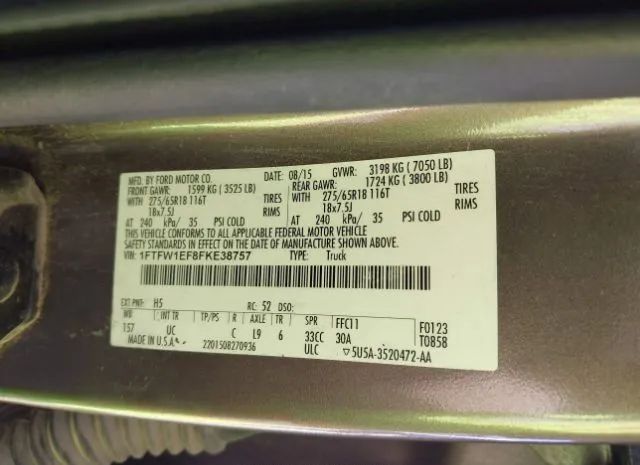 MFD. BY FORD MOTOR CO. DATE: 08/15 GVWR: 3198 KG ( 7050 LB)
FRONT GAWR: 1599 KG ( 3525 LB) REAR GAWR: 1724 KG ( 3800 LB)
WITH 275/65R18 116T TIRES WITH 275/65R18 116T TIRES
18x7.5J 18x7.5J RIMS
AT 240 kPa/ 35 PSI COLD AT 240 kPa/ 35 PSI COLD
THIS VEHICLE CONFORMS TO ALL APPLICABLE FEDERAL MOTOR VEHICLE
SAFETY STANDARDS IN EFFECT ON THE DATE OF MANUFACTURE SHOWN ABOVE.
VIN: 1FTFW1EF8FKE38757 TYPE: Truck
EXT PNT: H5 RC: 52 DSO:
WB INT TR TP/PS R AXLE TR SPR FFC11 F0123
157 UC C L9 6 33CC 30A T0858
MADE IN U.S.A. 2201508270936 ULC ▽5U5A-3520472-AA